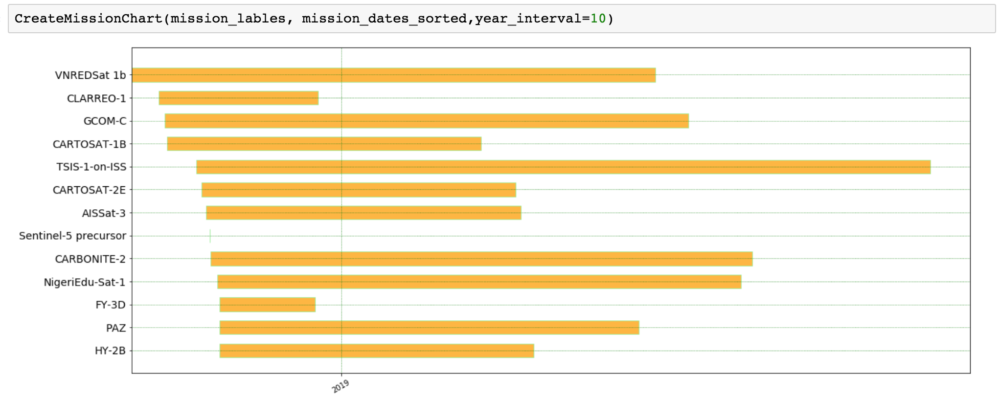 CreateMissionChart(mission_lables, mission_dates_sorted,year_interval=10)
VNREDSat 1b
CLARREO-1
GCOM-C
CARTOSAT-1B
TSIS-1-on-ISS
CARTOSAT-2E
AISSat-3
Sentinel-5 precursor
CARBONITE-2
NigeriEdu-Sat-1
FY-3D
PAZ
HY-2B
2019